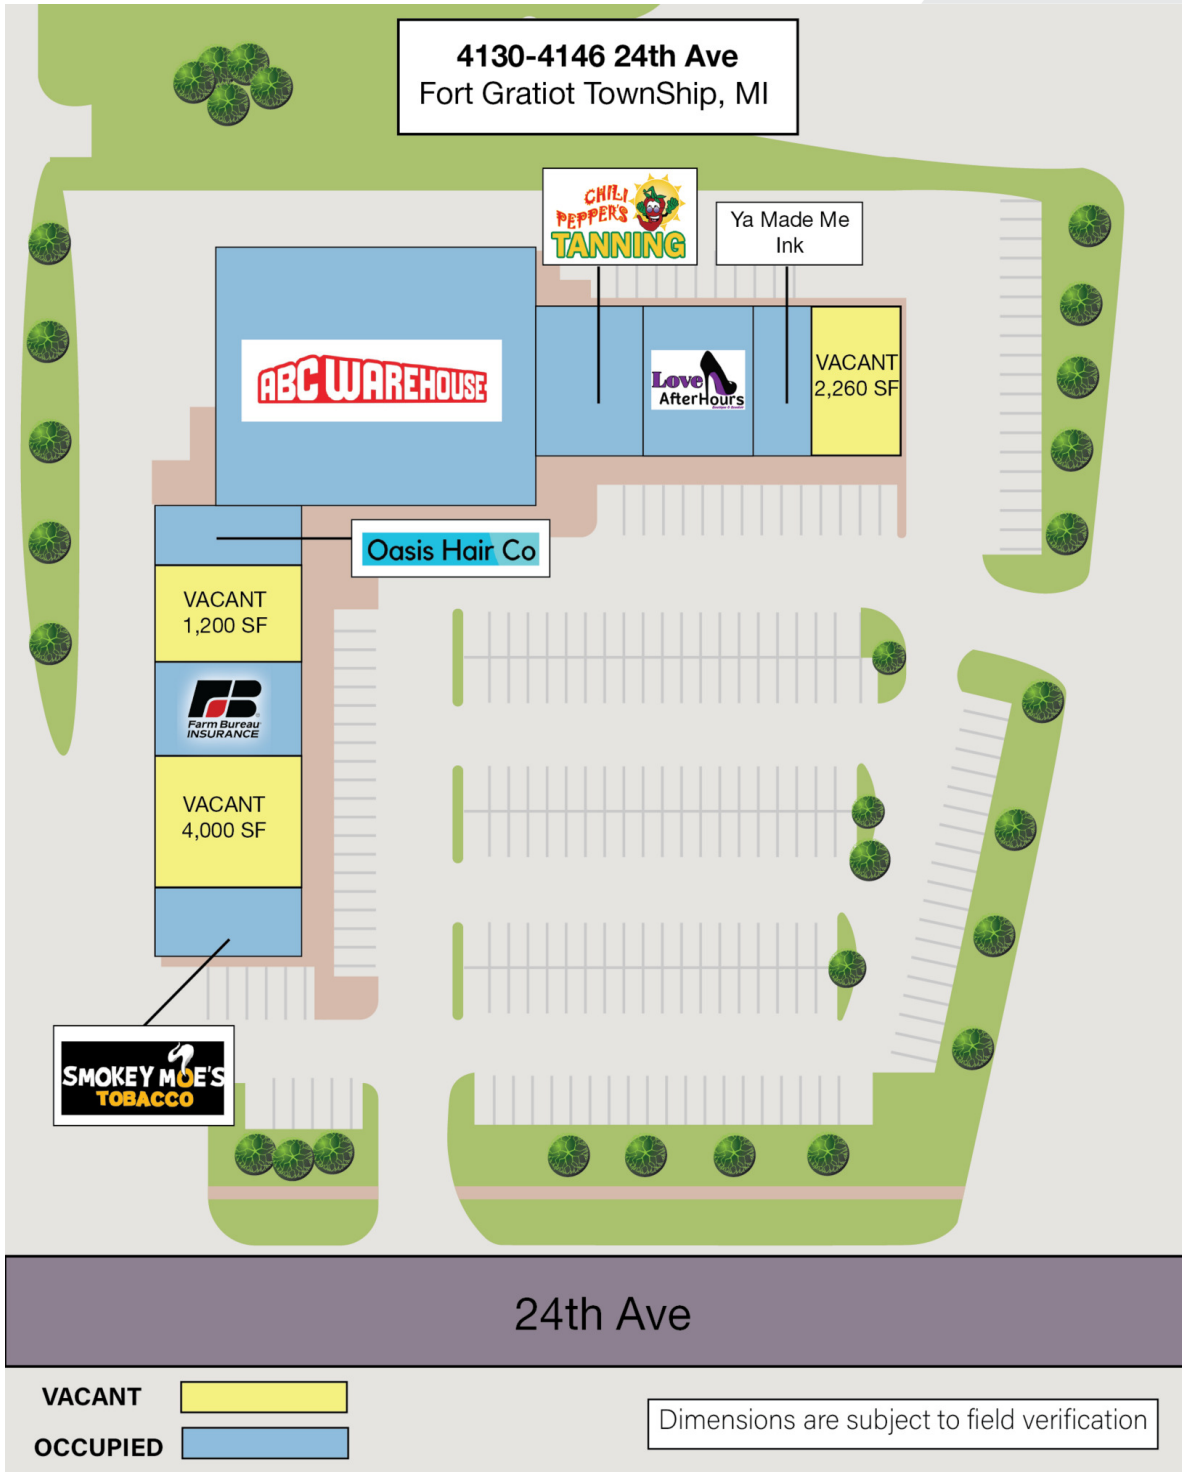 4130-4146 24th Ave
Fort Gratiot TownShip, MI
CHILI
PEPPER'S
TANNING
Ya Made Me
Ink
ABC WAREHOUSE
Love
AfterHours
VACANT
2,260 SF
Oasis Hair Co
VACANT
1,200 SF
FB
Farm Bureau
INSURANCE
VACANT
4,000 SF
SMOKEY MOE'S
TOBACCO
24th Ave
VACANT
OCCUPIED
Dimensions are subject to field verification